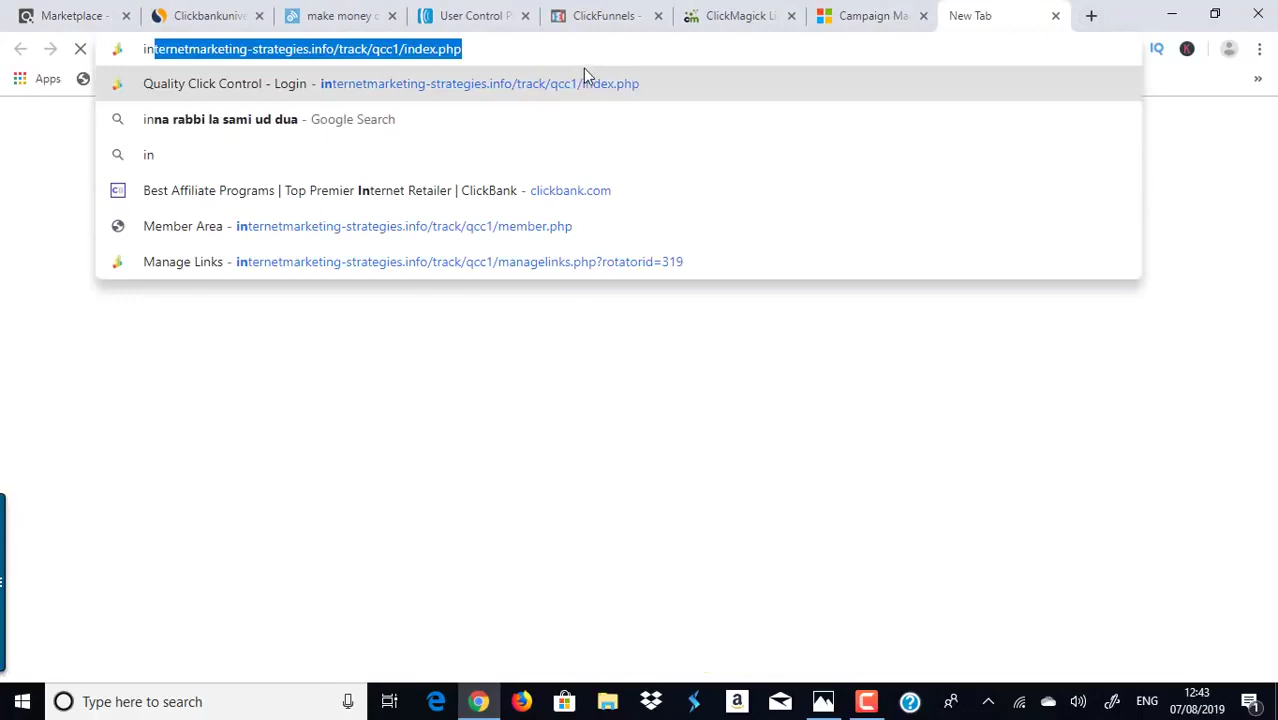 Marketplace - Clickbankunive make money o User Control P ClickFunnels - ClickMagick Li Campaign Ma New Tab
internetmarketing-strategies.info/track/qcc1/index.php
IQ K
Apps
Quality Click Control - Login - internetmarketing-strategies.info/track/qcc1/index.php
inna rabbi la sami ud dua - Google Search
in
CB Best Affiliate Programs | Top Premier Internet Retailer | ClickBank - clickbank.com
Member Area - internetmarketing-strategies.info/track/qcc1/member.php
Manage Links - internetmarketing-strategies.info/track/qcc1/managelinks.php?rotatorid=319
Type here to search
ENG
12:43
07/08/2019